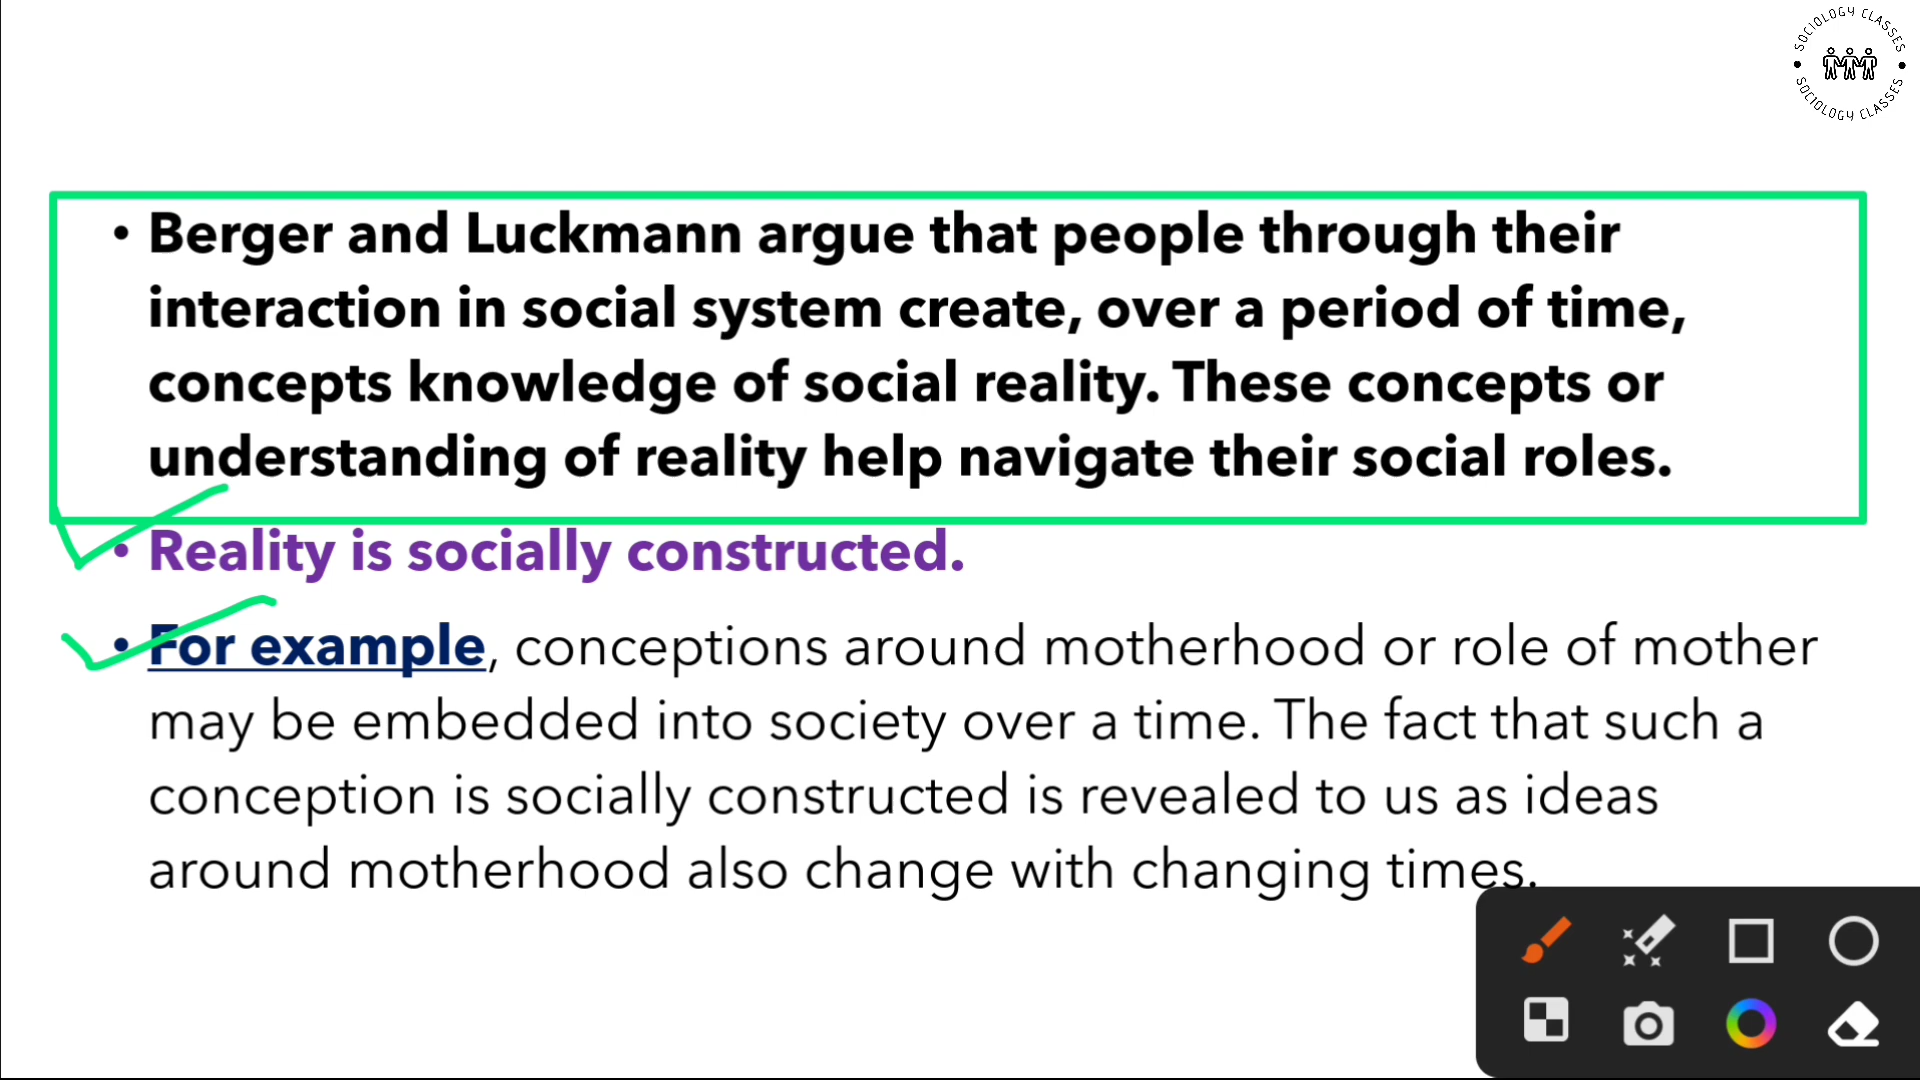 SOCIOLOGY CLASSES
SOCIOLOGY CLASSES
• Berger and Luckmann argue that people through their
interaction in social system create, over a period of time,
concepts knowledge of social reality. These concepts or
understanding of reality help navigate their social roles.
• Reality is socially constructed.
• For example, conceptions around motherhood or role of mother
may be embedded into society over a time. The fact that such a
conception is socially constructed is revealed to us as ideas
around motherhood also change with changing times.